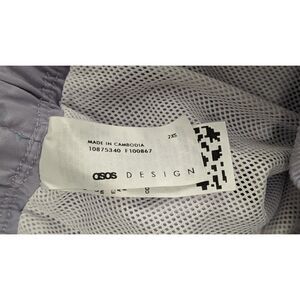 2XS
MADE IN CAMBODIA
10875340 F100867
asos DESIGN